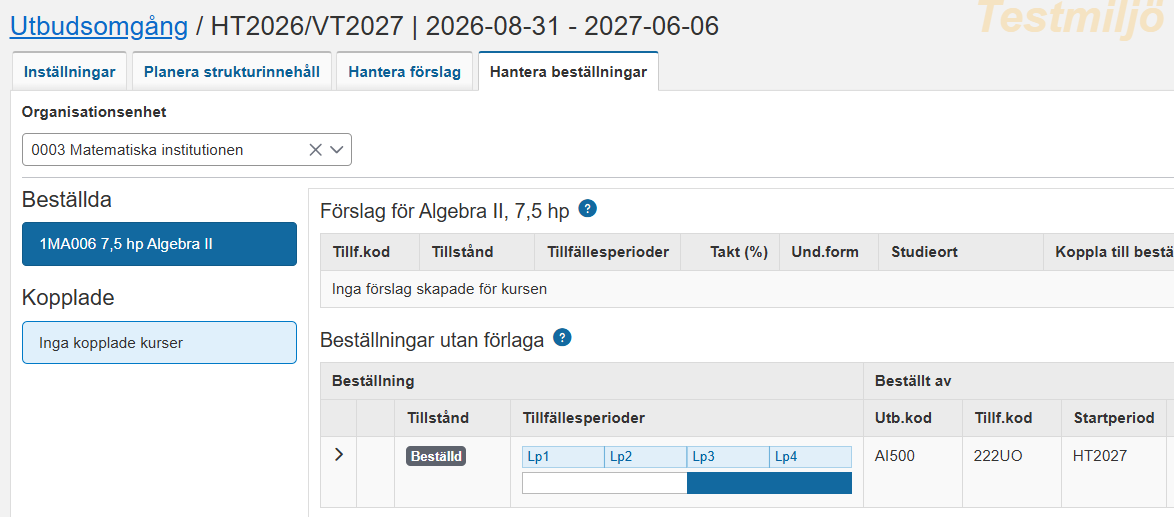 Testmiljö
Utbudsomgång / HT2026/VT2027 | 2026-08-31 - 2027-06-06
Inställningar Planera strukturinnehåll Hantera förslag Hantera beställningar
Organisationsenhet
0003 Matematiska institutionen
Beställda
1MA006 7,5 hp Algebra II
Kopplade
Inga kopplade kurser
Förslag för Algebra II, 7,5 hp ?
Tillf.kod Tillstånd Tillfällesperioder Takt (%) Und.form Studieort Koppla till bestä
Inga förslag skapade för kursen
Beställningar utan förlaga ?
Beställning Beställt av
Tillstånd Tillfällesperioder Utb.kod Tillf.kod Startperiod
Beställd Lp1 Lp2 Lp3 Lp4 AI500 222UO HT2027